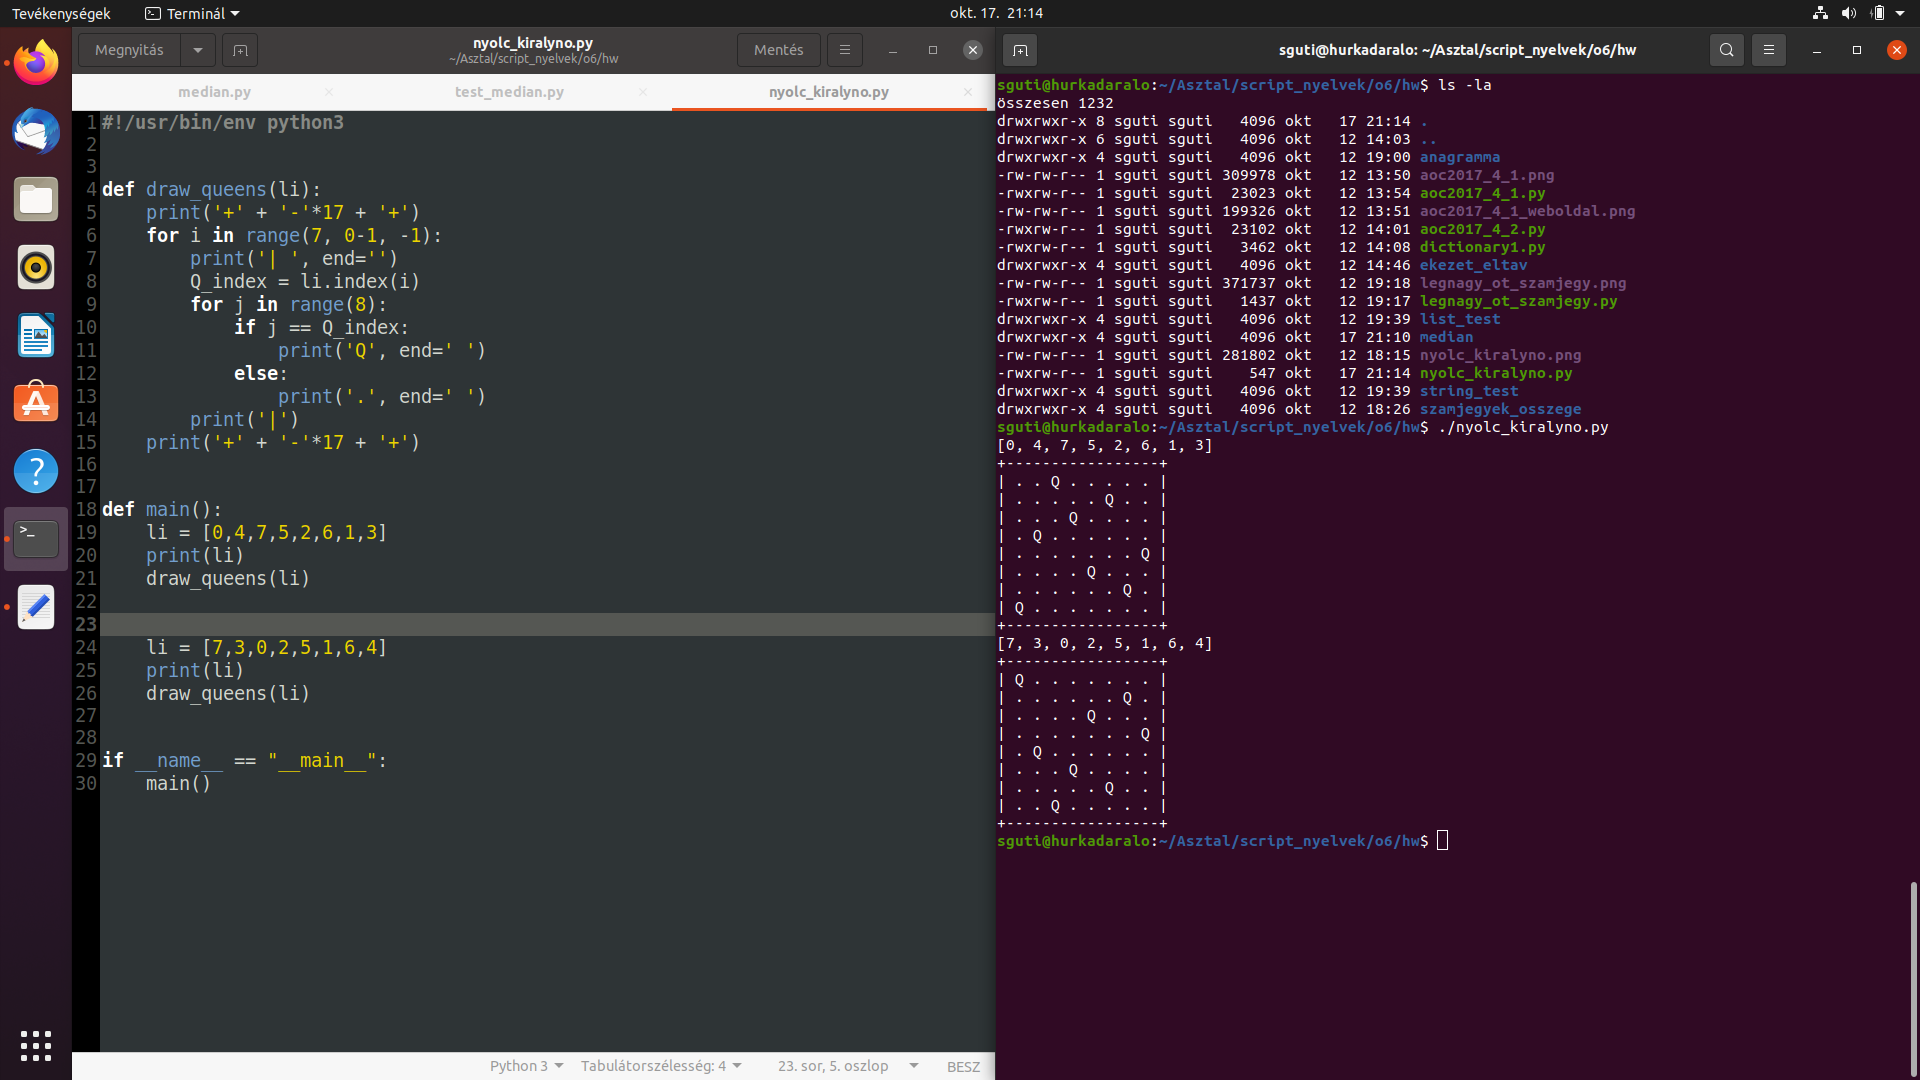 Tevékenységek
Terminál
okt. 17. 21:14
Megnyitás
nyolc_kiralyno.py
~/Asztal/script_nyelvek/o6/hw
Mentés
median.py
test_median.py
nyolc_kiralyno.py
1 #!/usr/bin/env python3
2
3
4 def draw_queens(li):
5     print('+' + '-'*17 + '+')
6     for i in range(7, 0-1, -1):
7         print('| ', end='')
8         Q_index = li.index(i)
9         for j in range(8):
10             if j == Q_index:
11                 print('Q', end=' ')
12             else:
13                 print('.', end=' ')
14         print('|')
15     print('+' + '-'*17 + '+')
16
17
18 def main():
19     li = [0,4,7,5,2,6,1,3]
20     print(li)
21     draw_queens(li)
22
23
24     li = [7,3,0,2,5,1,6,4]
25     print(li)
26     draw_queens(li)
27
28
29 if __name__ == "__main__":
30     main()
Python 3
Tabulátorszélesség: 4
23. sor, 5. oszlop
BESZ
sguti@hurkadaralo: ~/Asztal/script_nyelvek/o6/hw
sguti@hurkadaralo:~/Asztal/script_nyelvek/o6/hw$ ls -la
összesen 1232
drwxrwxr-x 8 sguti sguti   4096 okt   17 21:14 .
drwxrwxr-x 6 sguti sguti   4096 okt   12 14:03 ..
drwxrwxr-x 4 sguti sguti   4096 okt   12 19:00 anagramma
-rw-rw-r-- 1 sguti sguti 309978 okt   12 13:50 aoc2017_4_1.png
-rwxrw-r-- 1 sguti sguti  23023 okt   12 13:54 aoc2017_4_1.py
-rw-rw-r-- 1 sguti sguti 199326 okt   12 13:51 aoc2017_4_1_weboldal.png
-rwxrw-r-- 1 sguti sguti  23102 okt   12 14:01 aoc2017_4_2.py
-rwxrw-r-- 1 sguti sguti   3462 okt   12 14:08 dictionary1.py
drwxrwxr-x 4 sguti sguti   4096 okt   12 14:46 ekezet_eltav
-rw-rw-r-- 1 sguti sguti 371737 okt   12 19:18 legnagy_ot_szamjegy.png
-rwxrw-r-- 1 sguti sguti   1437 okt   12 19:17 legnagy_ot_szamjegy.py
drwxrwxr-x 4 sguti sguti   4096 okt   12 19:39 list_test
drwxrwxr-x 4 sguti sguti   4096 okt   17 21:10 median
-rw-rw-r-- 1 sguti sguti 281802 okt   12 18:15 nyolc_kiralyno.png
-rwxrw-r-- 1 sguti sguti    547 okt   17 21:14 nyolc_kiralyno.py
drwxrwxr-x 4 sguti sguti   4096 okt   12 19:39 string_test
drwxrwxr-x 4 sguti sguti   4096 okt   12 18:26 szamjegyek_osszege
sguti@hurkadaralo:~/Asztal/script_nyelvek/o6/hw$ ./nyolc_kiralyno.py
[0, 4, 7, 5, 2, 6, 1, 3]
+-----------------+
| . . Q . . . . . |
| . . . . . Q . . |
| . . . Q . . . . |
| . Q . . . . . . |
| . . . . . . . Q |
| . . . . Q . . . |
| . . . . . . Q . |
| Q . . . . . . . |
+-----------------+
[7, 3, 0, 2, 5, 1, 6, 4]
+-----------------+
| Q . . . . . . . |
| . . . . . . Q . |
| . . . . Q . . . |
| . . . . . . . Q |
| . Q . . . . . . |
| . . . Q . . . . |
| . . . . . Q . . |
| . . Q . . . . . |
+-----------------+
sguti@hurkadaralo:~/Asztal/script_nyelvek/o6/hw$